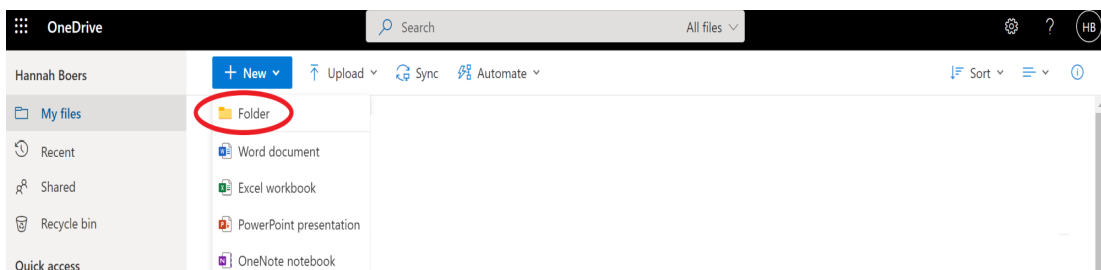 OneDrive
Search
All files
?
HB
Hannah Boers
+ New
Upload
Sync
Automate
Sort
My files
Folder
Recent
Word document
Shared
Excel workbook
Recycle bin
PowerPoint presentation
Quick access
OneNote notebook